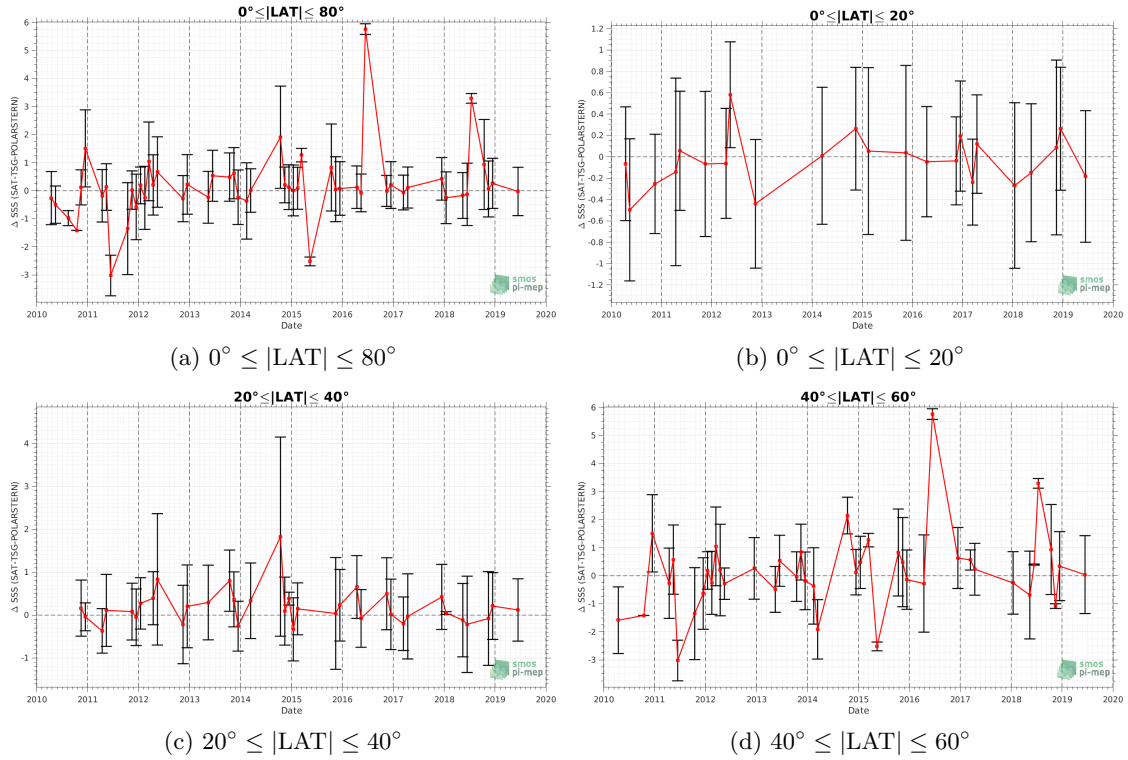 0°≤|LAT|≤ 80°
6
5
4
3
2
1
0
-1
-2
-3
Δ SSS (SAT-TSG-POLARSTERN)
2010 2011 2012 2013 2014 2015 2016 2017 2018 2019 2020
Date
smos
pi-mep
(a) 0° ≤ |LAT| ≤ 80°
0°≤|LAT|≤ 20°
1.2
1
0.8
0.6
0.4
0.2
0
-0.2
-0.4
-0.6
-0.8
-1
-1.2
Δ SSS (SAT-TSG-POLARSTERN)
2010 2011 2012 2013 2014 2015 2016 2017 2018 2019 2020
Date
smos
pi-mep
(b) 0° ≤ |LAT| ≤ 20°
20°≤|LAT|≤ 40°
4
3
2
1
0
-1
Δ SSS (SAT-TSG-POLARSTERN)
2010 2011 2012 2013 2014 2015 2016 2017 2018 2019 2020
Date
smos
pi-mep
(c) 20° ≤ |LAT| ≤ 40°
40°≤|LAT|≤ 60°
6
5
4
3
2
1
0
-1
-2
-3
Δ SSS (SAT-TSG-POLARSTERN)
2010 2011 2012 2013 2014 2015 2016 2017 2018 2019 2020
Date
smos
pi-mep
(d) 40° ≤ |LAT| ≤ 60°